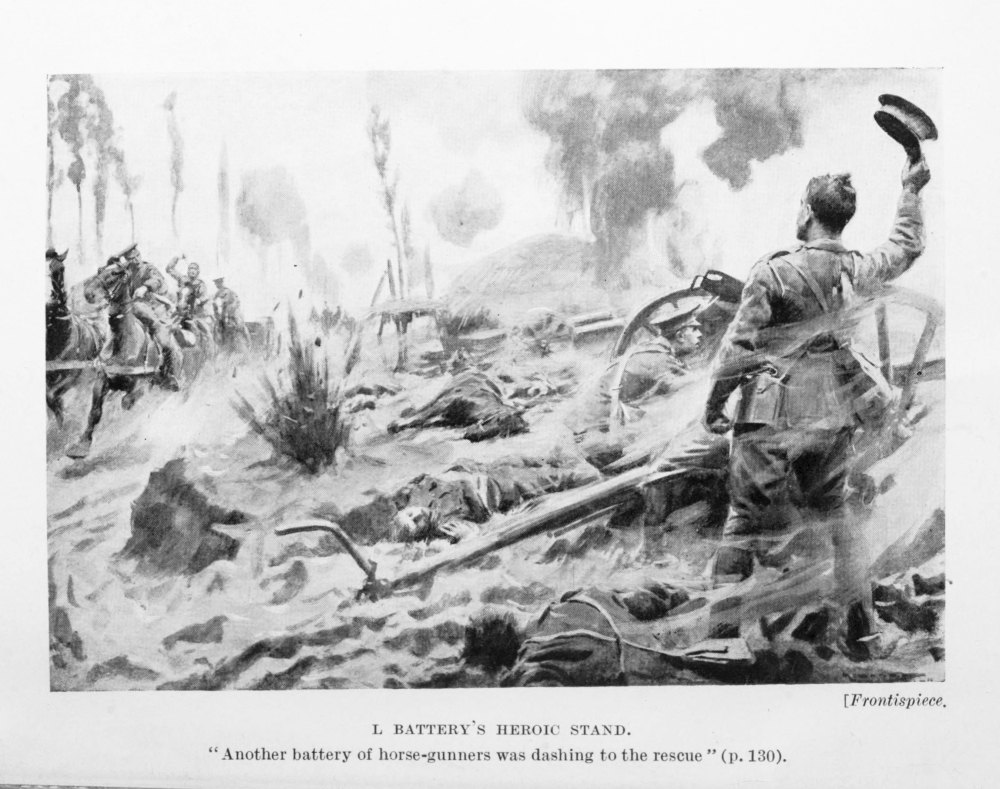 [Frontispiece.
L BATTERY'S HEROIC STAND.
“Another battery of horse-gunners was dashing to the rescue” (p. 130).